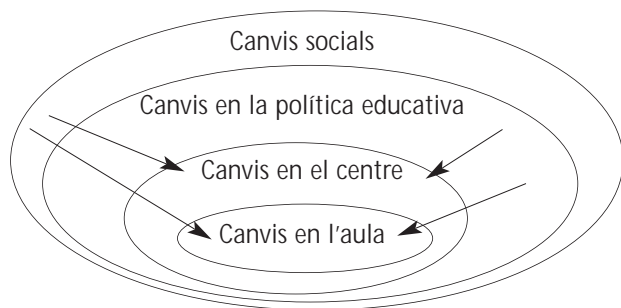 Canvis socials
Canvis en la política educativa
Canvis en el centre
Canvis en l'aula